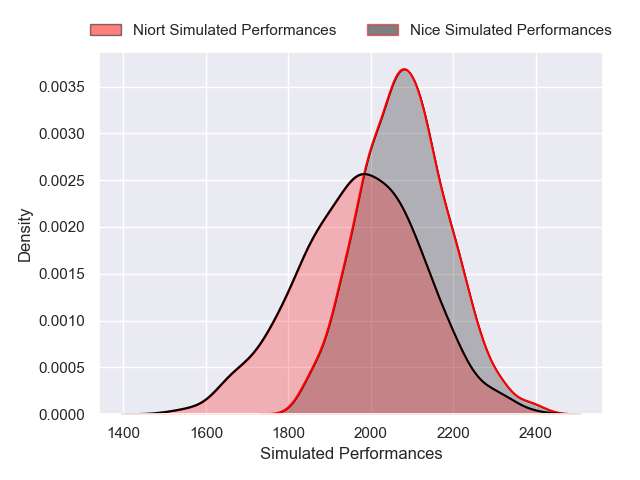 Niort Simulated Performances
Nice Simulated Performances
0.0035
0.0030
0.0025
0.0020
0.0015
0.0010
0.0005
0.0000
Density
1400 1600 1800 2000 2200 2400
Simulated Performances